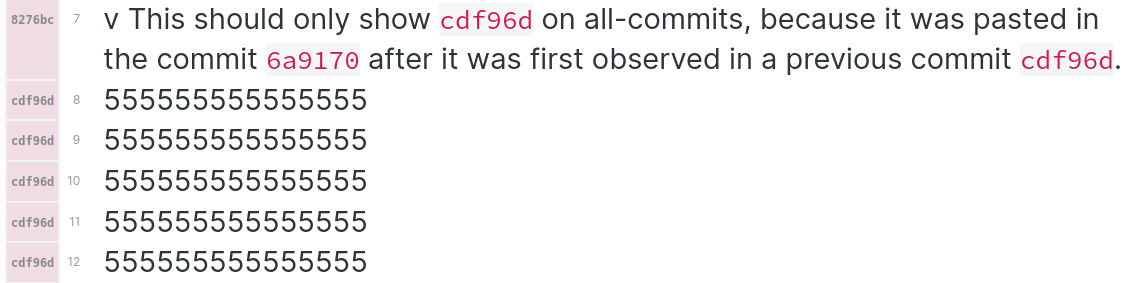 8276bc 7 v This should only show cdf96d on all-commits, because it was pasted in
the commit 6a9170 after it was first observed in a previous commit cdf96d.
cdf96d 8 555555555555555
cdf96d 9 555555555555555
cdf96d 10 555555555555555
cdf96d 11 555555555555555
cdf96d 12 555555555555555